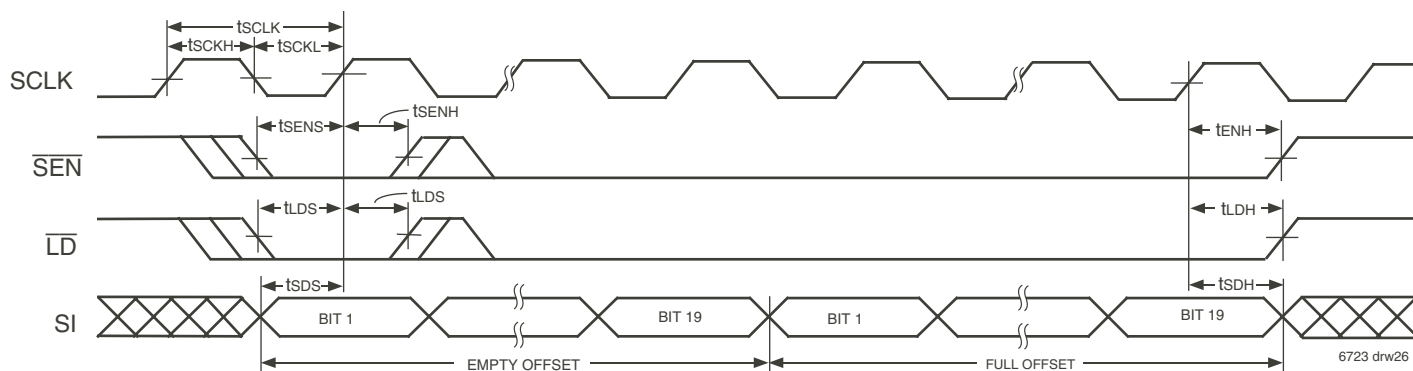 tSCLK
tSCKH
tSCKL
SCLK
tSENS
tSENH
tENH
SEN
tLDS
tLDS
tLDH
LD
tSDS
tSDH
SI
BIT 1
BIT 19
BIT 1
BIT 19
EMPTY OFFSET
FULL OFFSET
6723 drw26